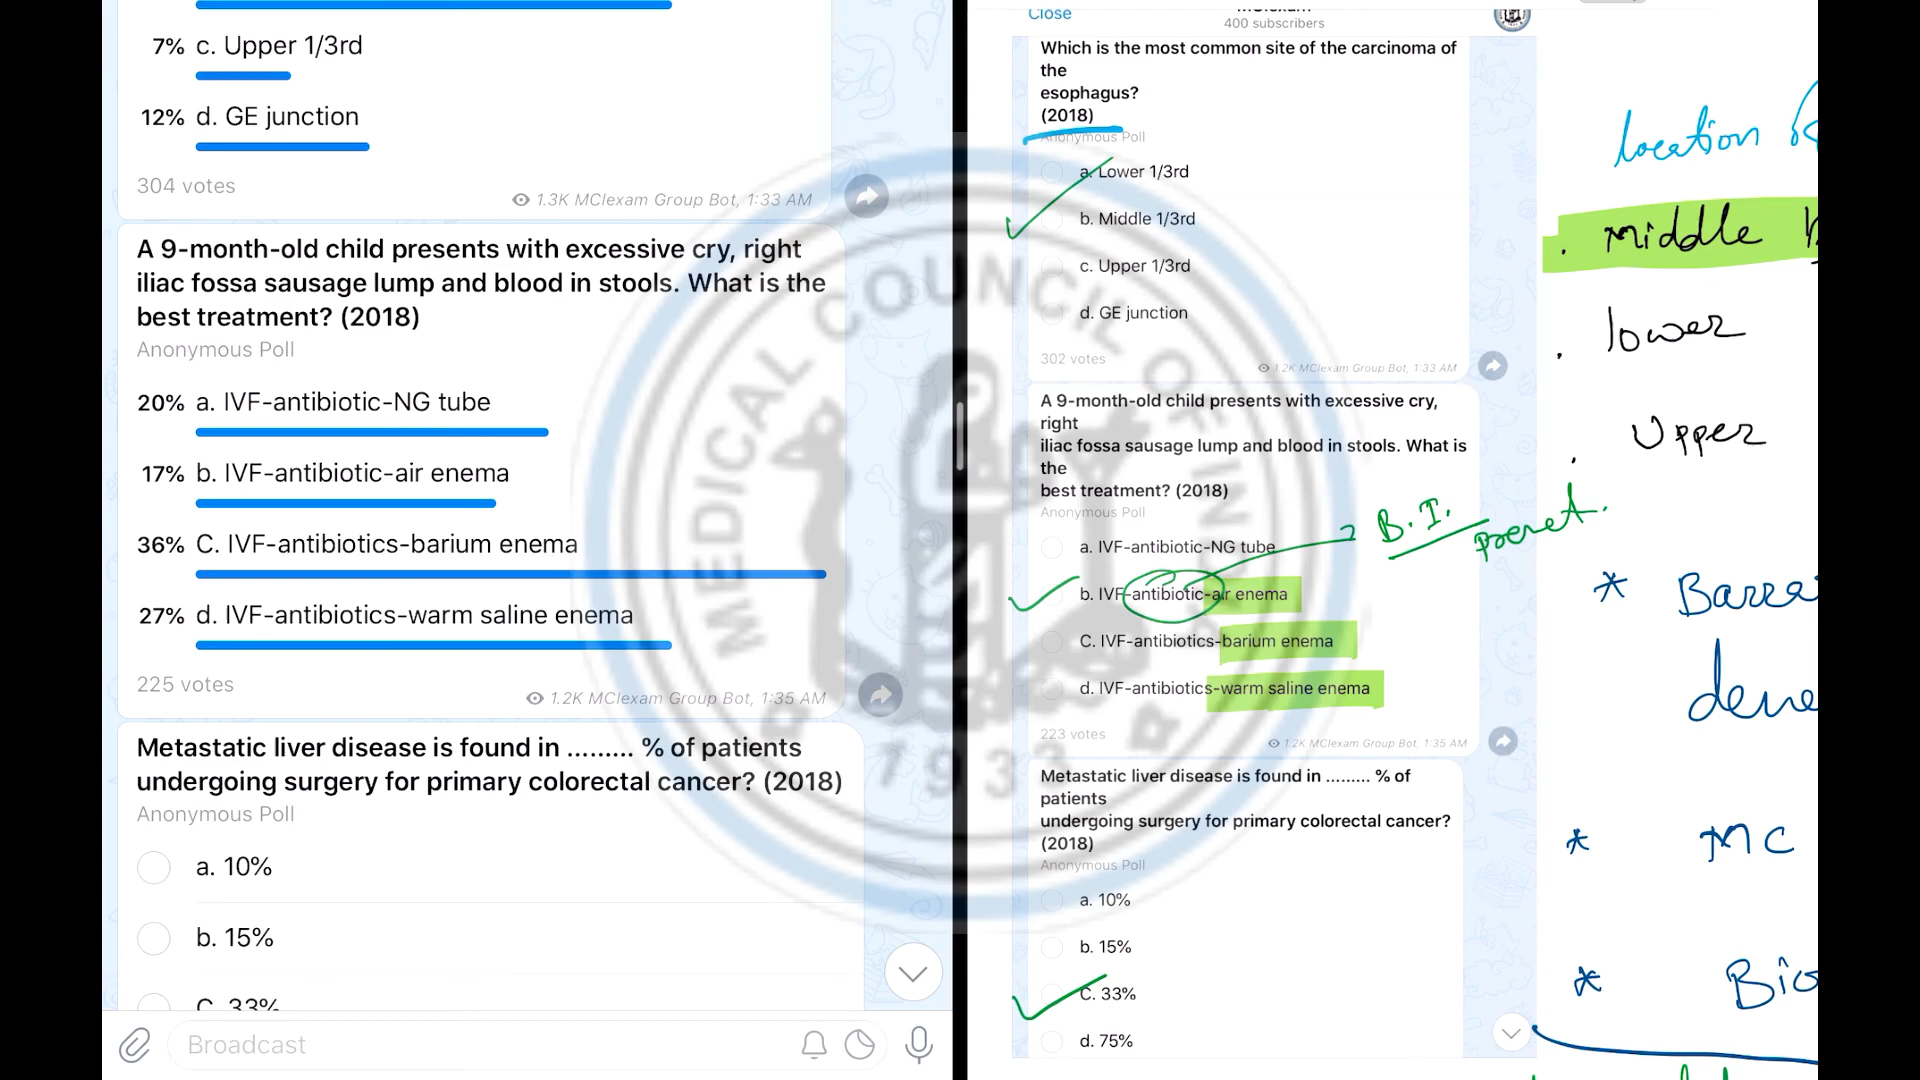 7% c. Upper 1/3rd
12% d. GE junction
304 votes
1.3K MClexam Group Bot, 1:33 AM
A 9-month-old child presents with excessive cry, right
iliac fossa sausage lump and blood in stools. What is the
best treatment? (2018)
Anonymous Poll
20% a. IVF-antibiotic-NG tube
17% b. IVF-antibiotic-air enema
36% C. IVF-antibiotics-barium enema
27% d. IVF-antibiotics-warm saline enema
225 votes
1.2K MClexam Group Bot, 1:35 AM
Metastatic liver disease is found in ......... % of patients
undergoing surgery for primary colorectal cancer? (2018)
Anonymous Poll
a. 10%
b. 15%
C. 33%
Broadcast
Close
400 subscribers
Which is the most common site of the carcinoma of
the
esophagus?
(2018)
Anonymous Poll
a. Lower 1/3rd
b. Middle 1/3rd
c. Upper 1/3rd
d. GE junction
302 votes
1.2K MClexam Group Bot, 1:33 AM
A 9-month-old child presents with excessive cry,
right
iliac fossa sausage lump and blood in stools. What is
the
best treatment? (2018)
Anonymous Poll
a. IVF-antibiotic-NG tube
b. IVF-antibiotic-air enema
C. IVF-antibiotics-barium enema
d. IVF-antibiotics-warm saline enema
223 votes
1.2K MClexam Group Bot, 1:35 AM
Metastatic liver disease is found in ......... % of
patients
undergoing surgery for primary colorectal cancer?
(2018)
Anonymous Poll
a. 10%
b. 15%
C. 33%
d. 75%
B.T.
location
. Middle
. lower
. Upper
*
*
MC
*
MEDICAL COUNCIL OF IN
1933